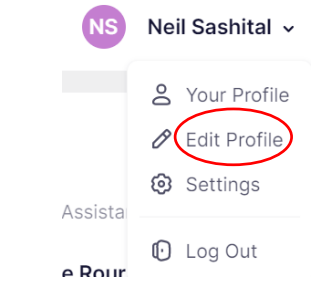 NS Neil Sashital
Your Profile
Edit Profile
Settings
Assista
Log Out
e Rour